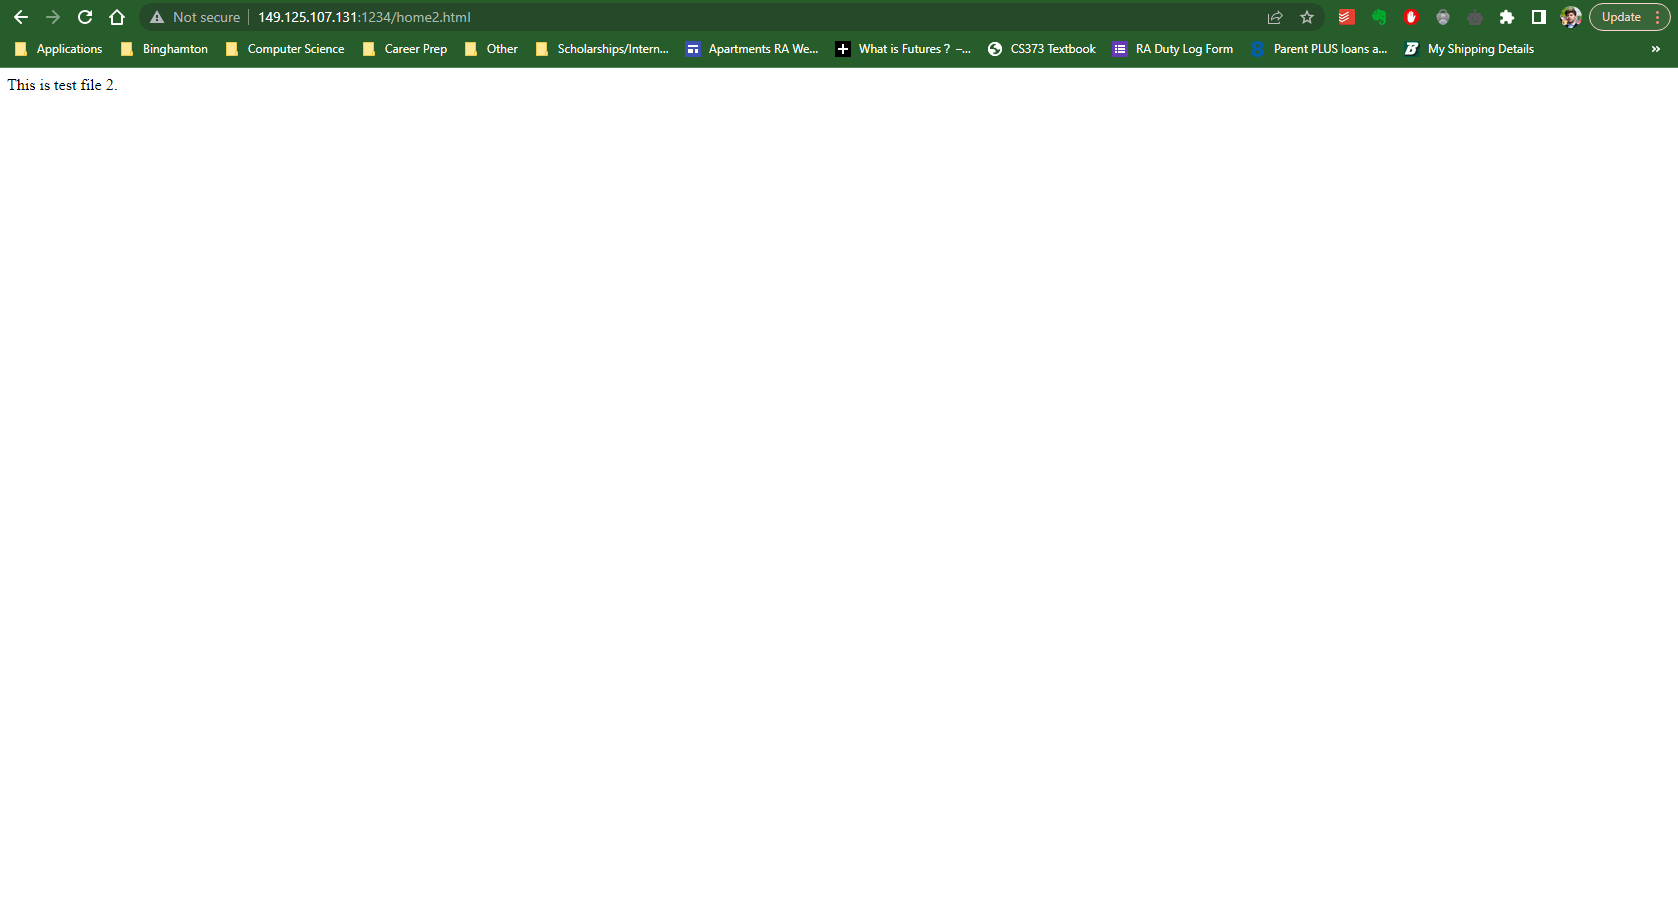 Not secure 149.125.107.131:1234/home2.html Update
Applications Binghamton Computer Science Career Prep Other Scholarships/Intern... Apartments RA We... What is Futures ? –... CS373 Textbook RA Duty Log Form Parent PLUS loans a... My Shipping Details »
This is test file 2.